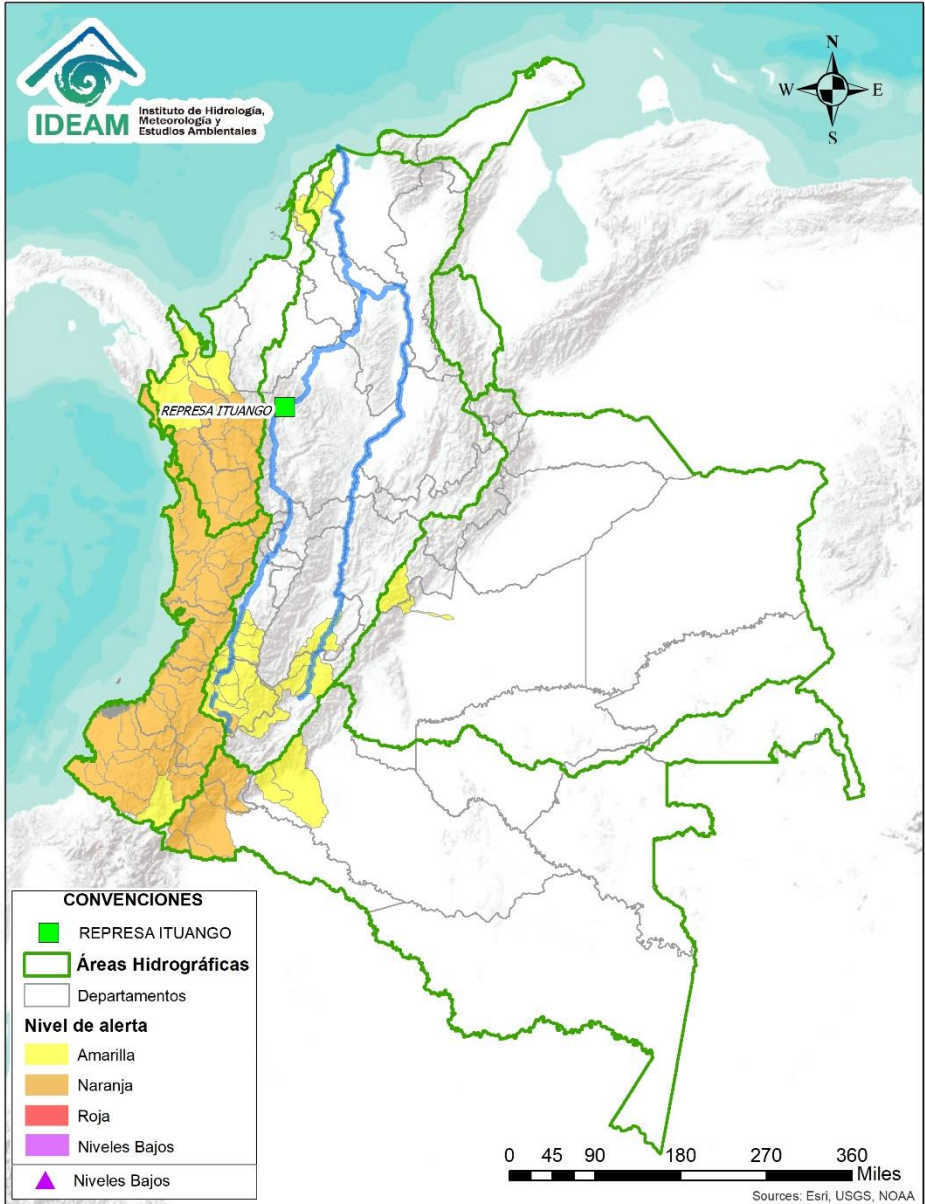 IDEAM
Instituto de Hidrología,
Meteorología y
Estudios Ambientales
N
W
E
S
REPRESA ITUANGO
CONVENCIONES
REPRESA ITUANGO
Áreas Hidrográficas
Departamentos
Nivel de alerta
Amarilla
Naranja
Roja
Niveles Bajos
Niveles Bajos
0 45 90 180 270 360
Miles
Sources: Esri, USGS, NOAA